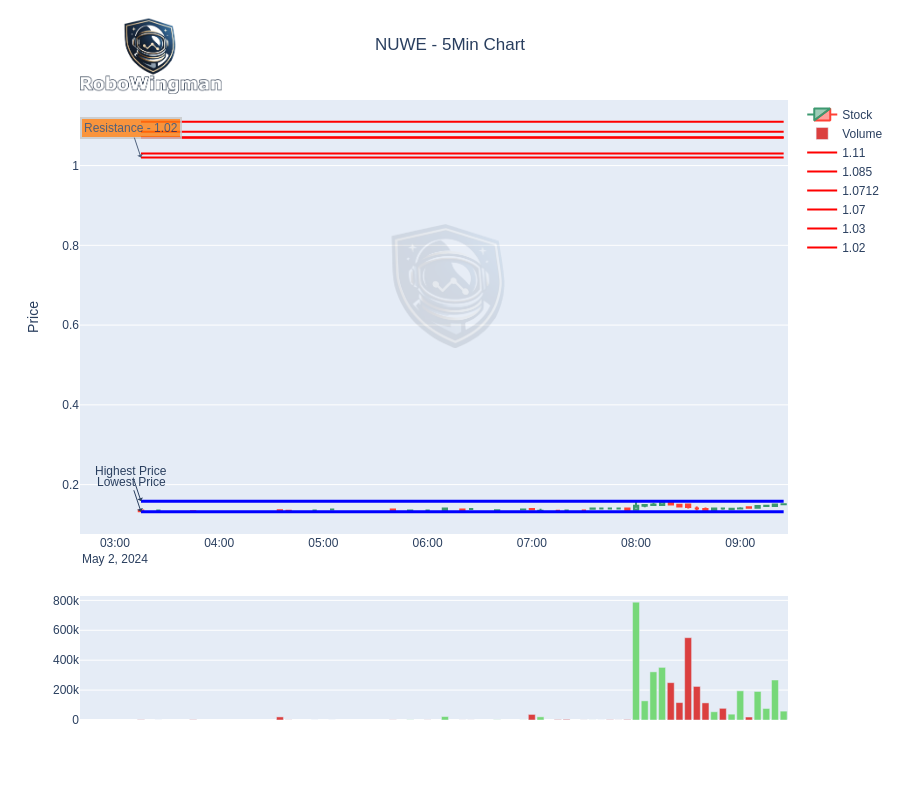 NUWE - 5Min Chart
RoboWingman
Resistance - 1.02
Stock
Volume
1.11
1.085
1.0712
1.07
1.03
1.02
Price
1
0.8
0.6
0.4
0.2
Highest Price
Lowest Price
03:00 04:00 05:00 06:00 07:00 08:00 09:00
May 2, 2024
800k
600k
400k
200k
0